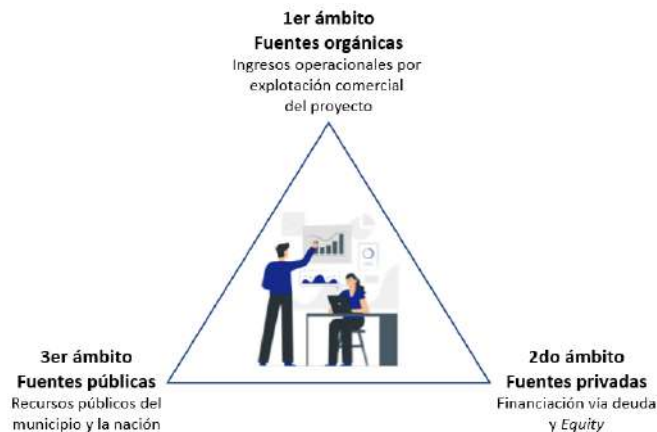 1er ámbito
Fuentes orgánicas
Ingresos operacionales por
explotación comercial
del proyecto
3er ámbito
Fuentes públicas
Recursos públicos del
municipio y la nación
2do ámbito
Fuentes privadas
Financiación vía deuda
y Equity